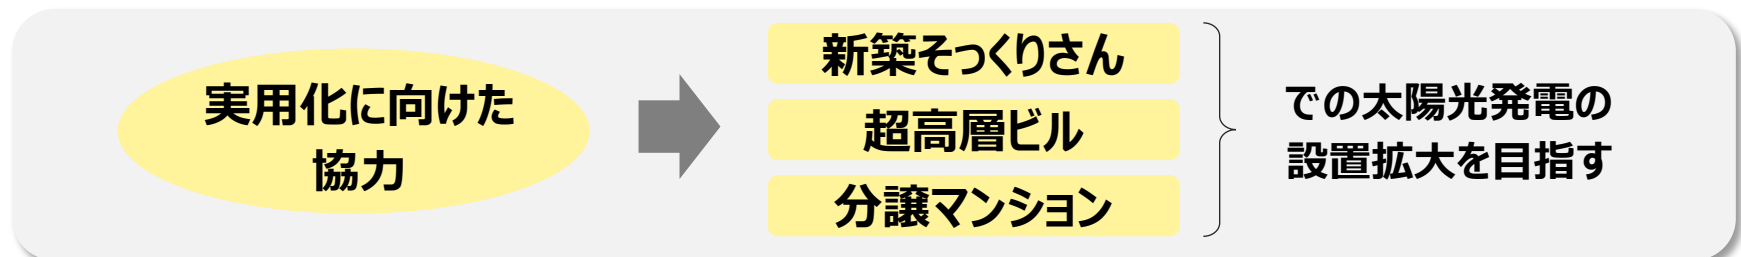 実用化に向けた
協力
新築そっくりさん
超高層ビル
分譲マンション
での太陽光発電の
設置拡大を目指す